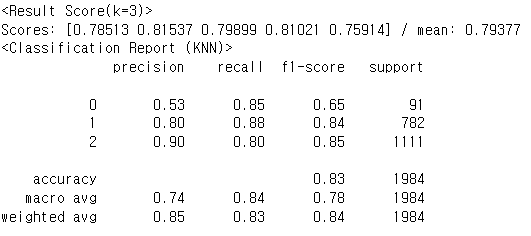 <Result Score(k=3)>
Scores: [0.78513 0.81537 0.79899 0.81021 0.75914] / mean: 0.79377
<Classification Report (KNN)>
precision recall f1-score support
0 0.53 0.85 0.65 91
1 0.80 0.88 0.84 782
2 0.90 0.80 0.85 1111
accuracy 0.83 1984
macro avg 0.74 0.84 0.78 1984
weighted avg 0.85 0.83 0.84 1984